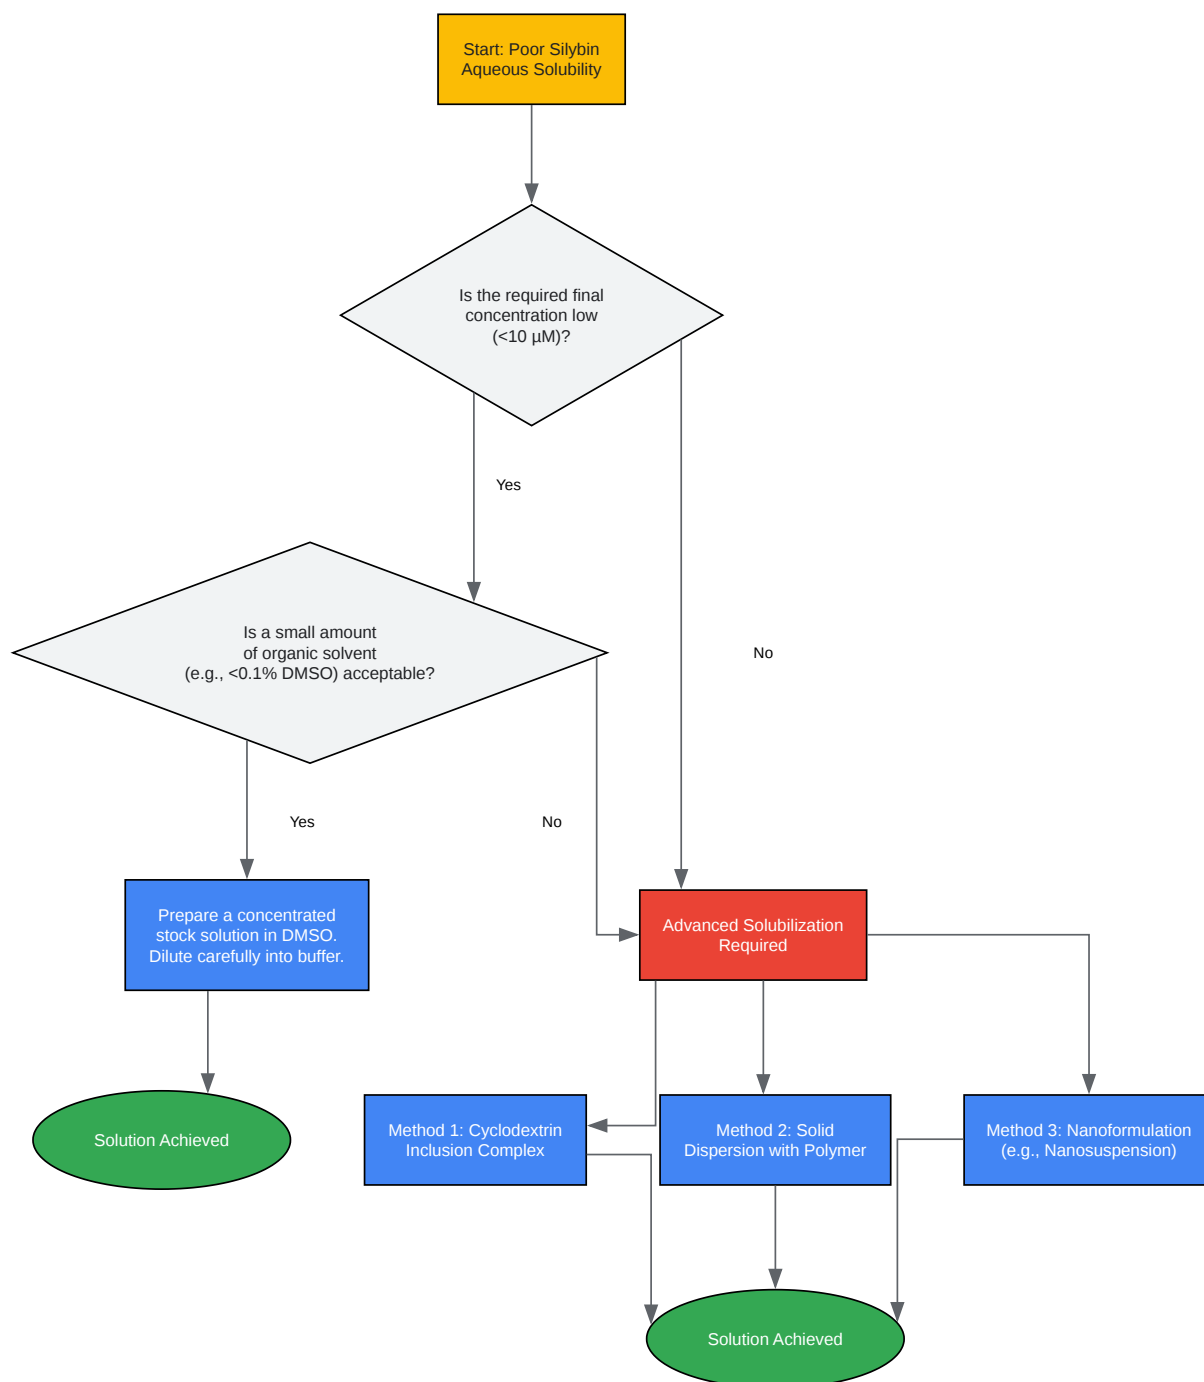 Start: Poor Silybin
Aqueous Solubility
Is the required final
concentration low
(<10 µM)?
Yes
Is a small amount
of organic solvent
(e.g., <0.1% DMSO) acceptable?
No
Yes
No
Prepare a concentrated
stock solution in DMSO.
Dilute carefully into buffer.
Advanced Solubilization
Required
Solution Achieved
Method 1: Cyclodextrin
Inclusion Complex
Method 2: Solid
Dispersion with Polymer
Method 3: Nanoformulation
(e.g., Nanosuspension)
Solution Achieved